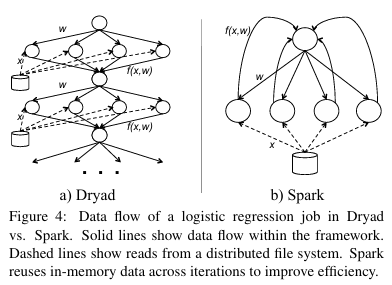 w
f(x,w)
x
f(x,w)
w
w
x
f(x,w)
x
. . .
a) Dryad
b) Spark
Figure 4: Data flow of a logistic regression job in Dryad
vs. Spark. Solid lines show data flow within the framework.
Dashed lines show reads from a distributed file system. Spark
reuses in-memory data across iterations to improve efficiency.